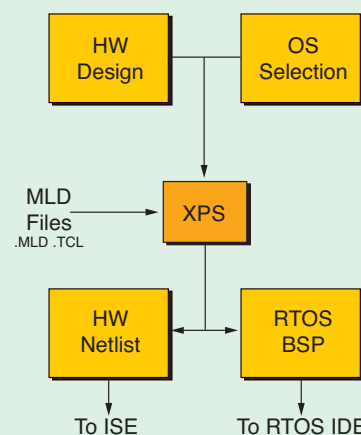 HW
Design
OS
Selection
MLD
Files
.MLD .TCL
XPS
HW
Netlist
RTOS
BSP
To ISE
To RTOS IDE